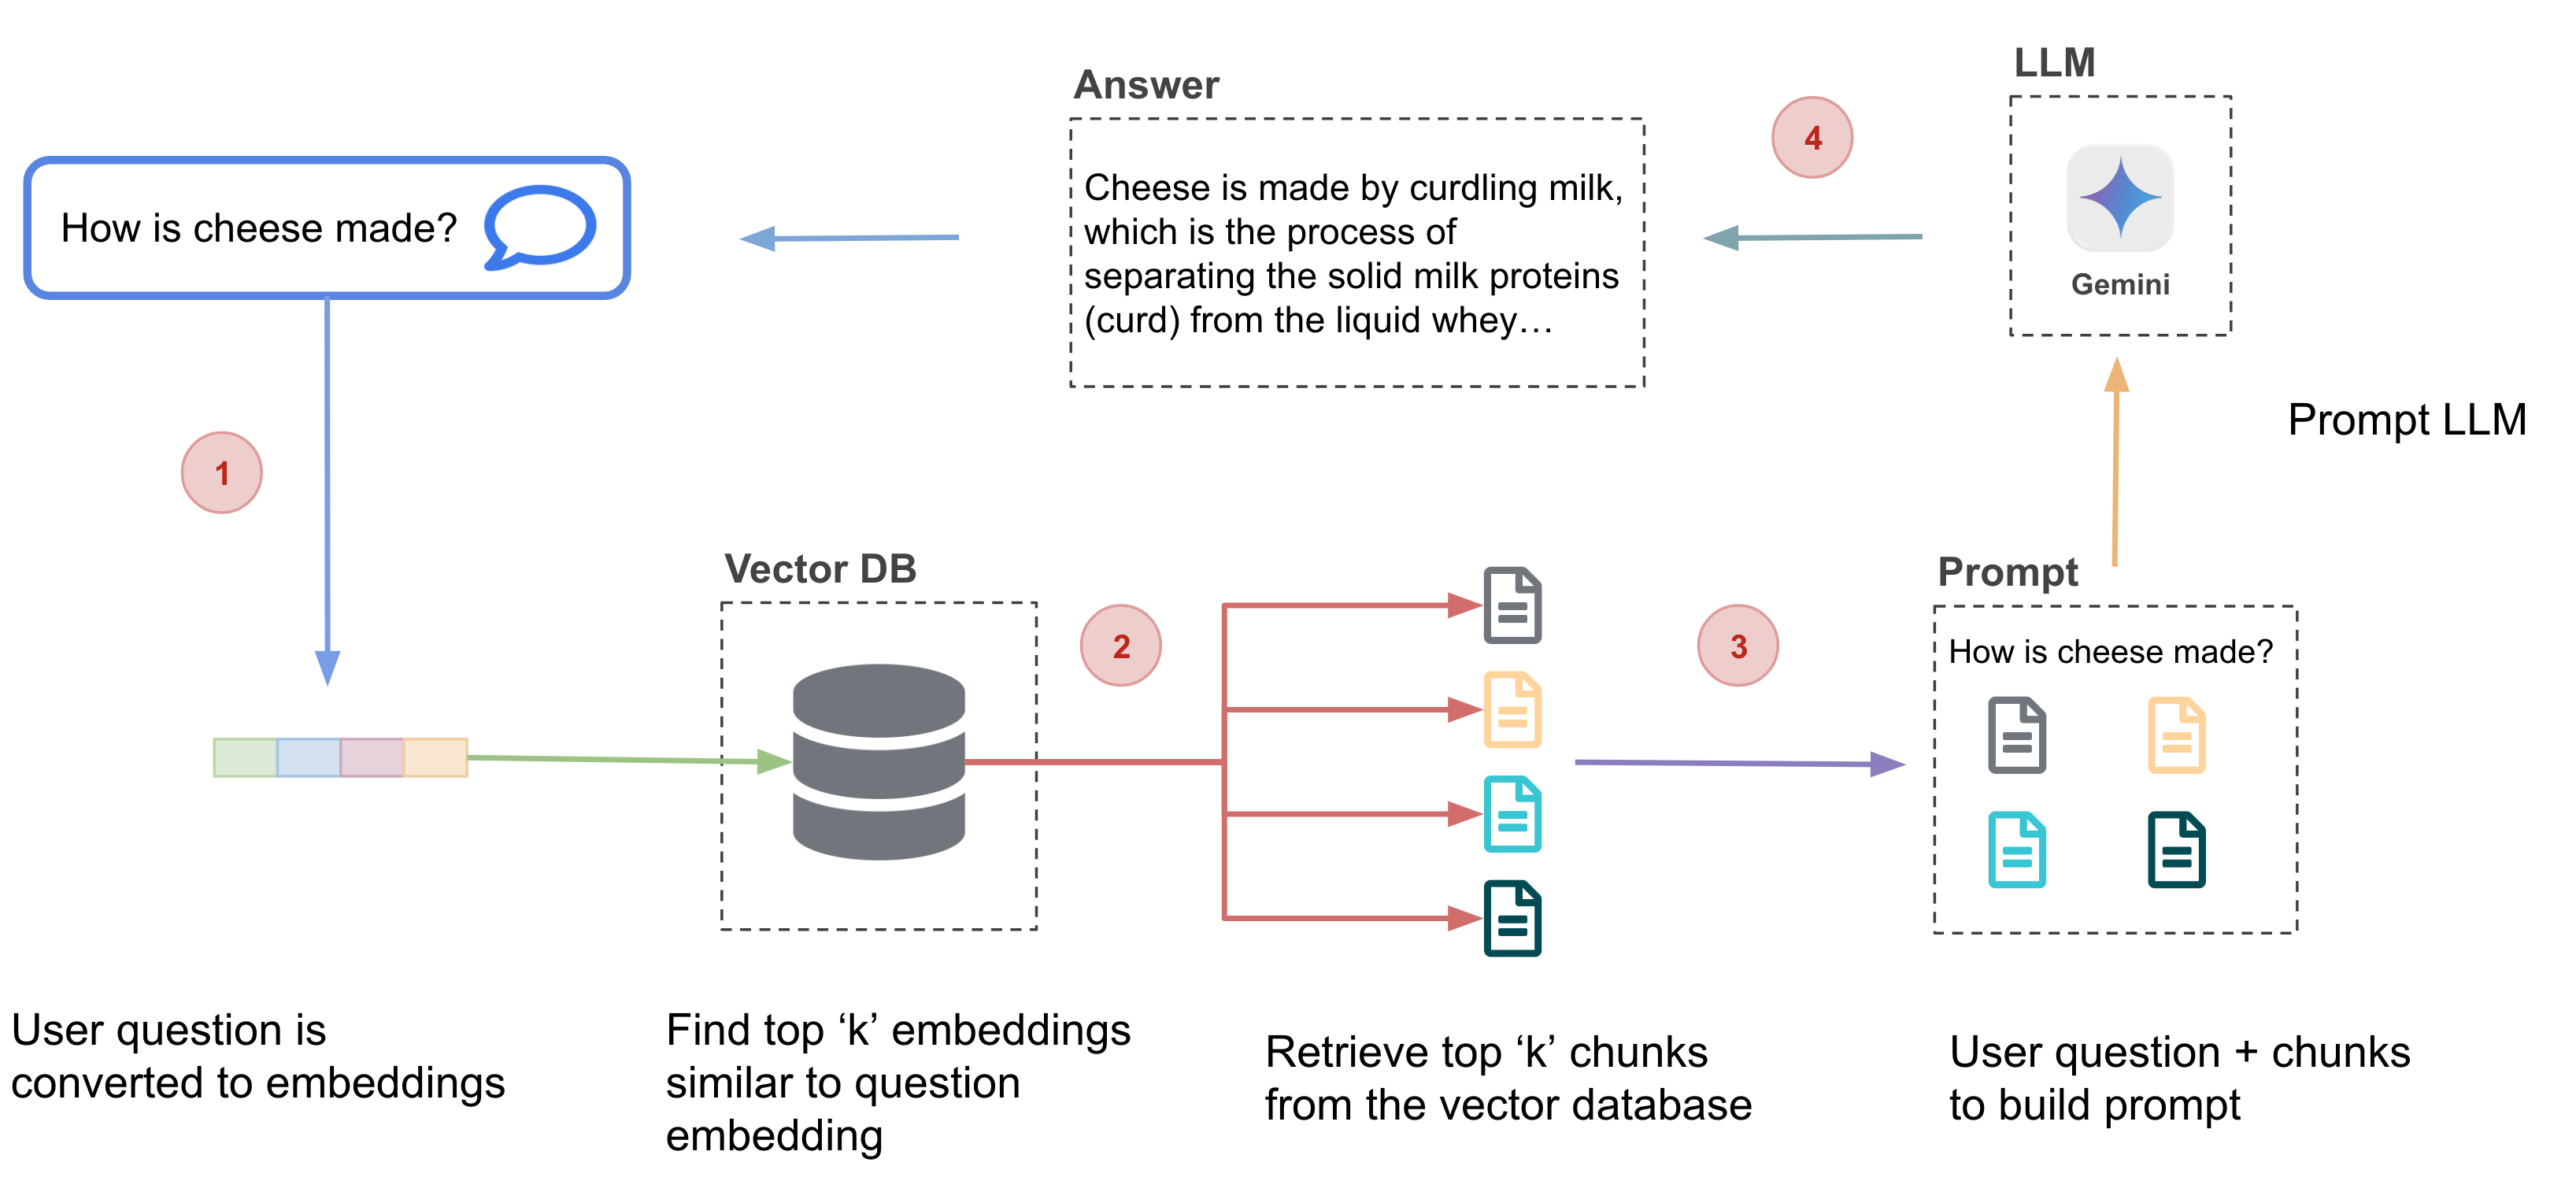 How is cheese made?
1
User question is
converted to embeddings
Vector DB
Find top ‘k’ embeddings
similar to question
embedding
2
Retrieve top ‘k’ chunks
from the vector database
3
Prompt
How is cheese made?
User question + chunks
to build prompt
Prompt LLM
LLM
Gemini
4
Answer
Cheese is made by curdling milk,
which is the process of
separating the solid milk proteins
(curd) from the liquid whey…